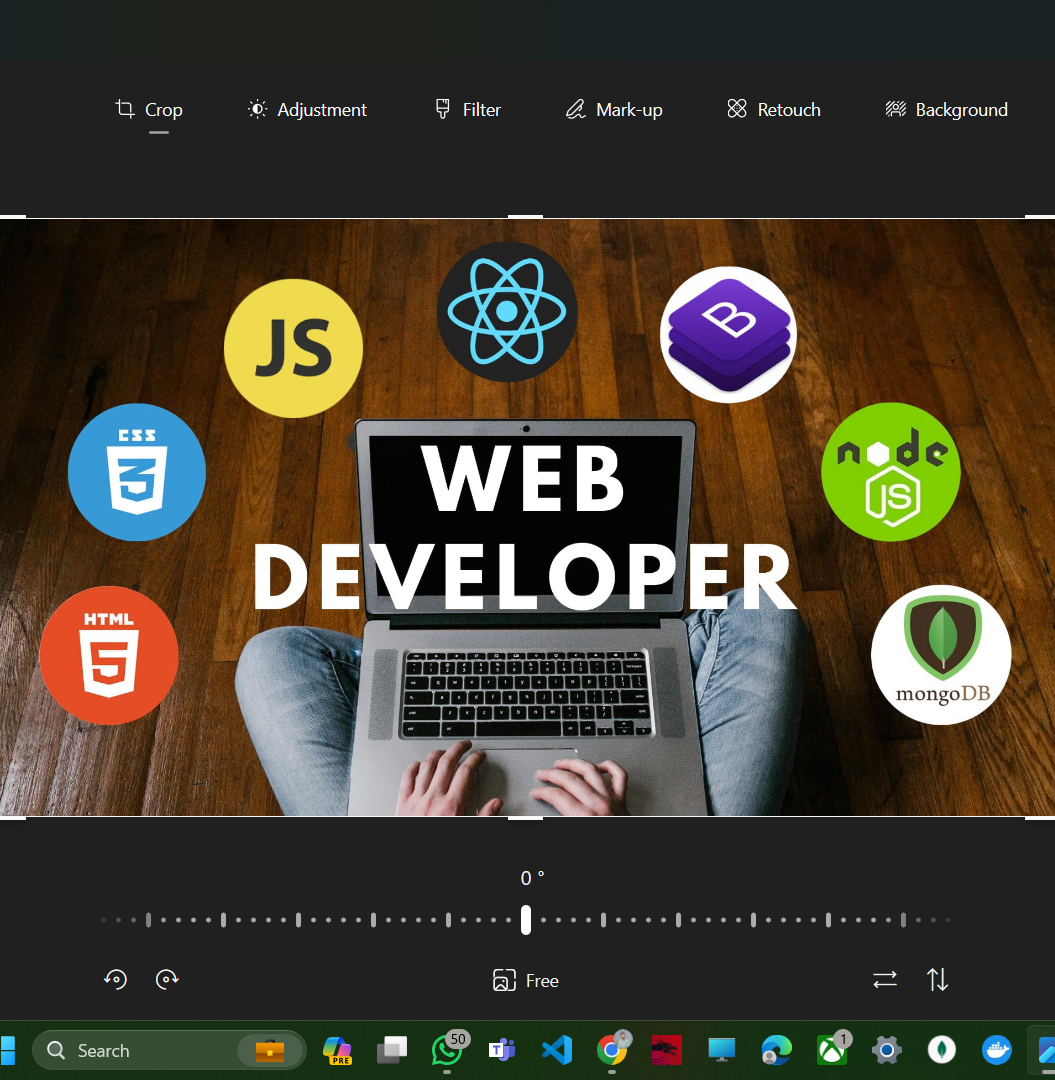 Crop Adjustment Filter Mark-up Retouch Background
JS
B
CSS
3
node
JS
WEB
DEVELOPER
HTML
5
mongoDB
0 °
Free
Search
PRE
50
T
1